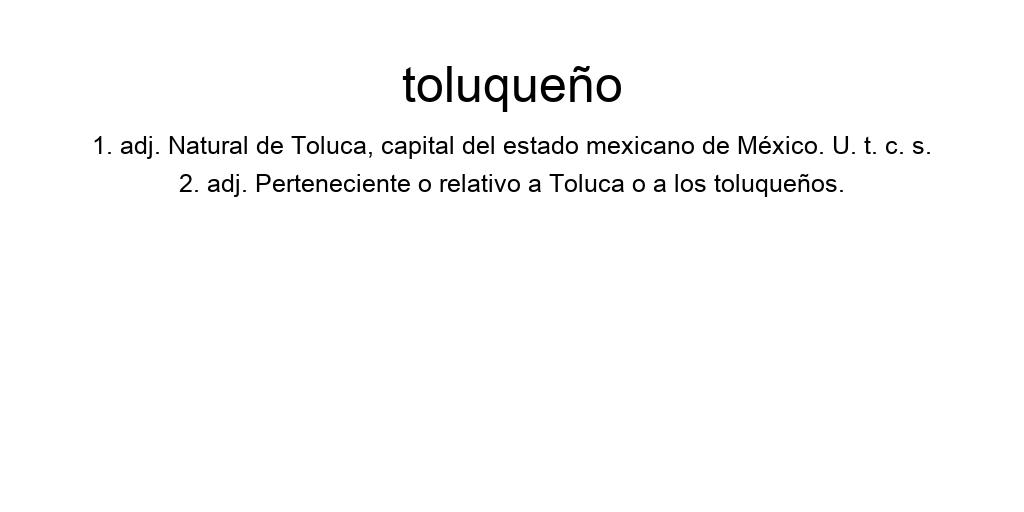 toluqueño
1. adj. Natural de Toluca, capital del estado mexicano de México. U. t. c. s.
2. adj. Perteneciente o relativo a Toluca o a los toluqueños.